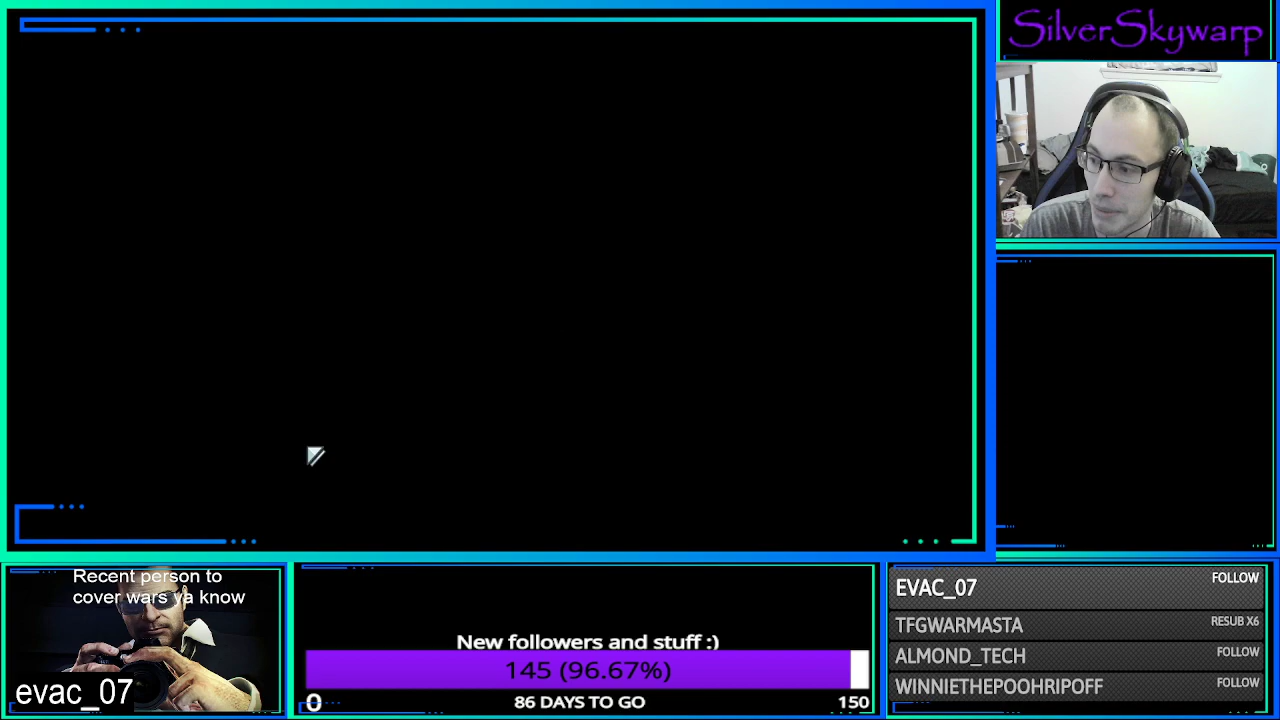 SilverSkywarp
Recent person to
cover wars ya know
evac_07
New followers and stuff :)
145 (96.67%)
0
86 DAYS TO GO
150
EVAC_07
FOLLOW
TFGWARMASTA
RESUB X6
ALMOND_TECH
FOLLOW
WINNIETHEPOOHRIPOFF
FOLLOW